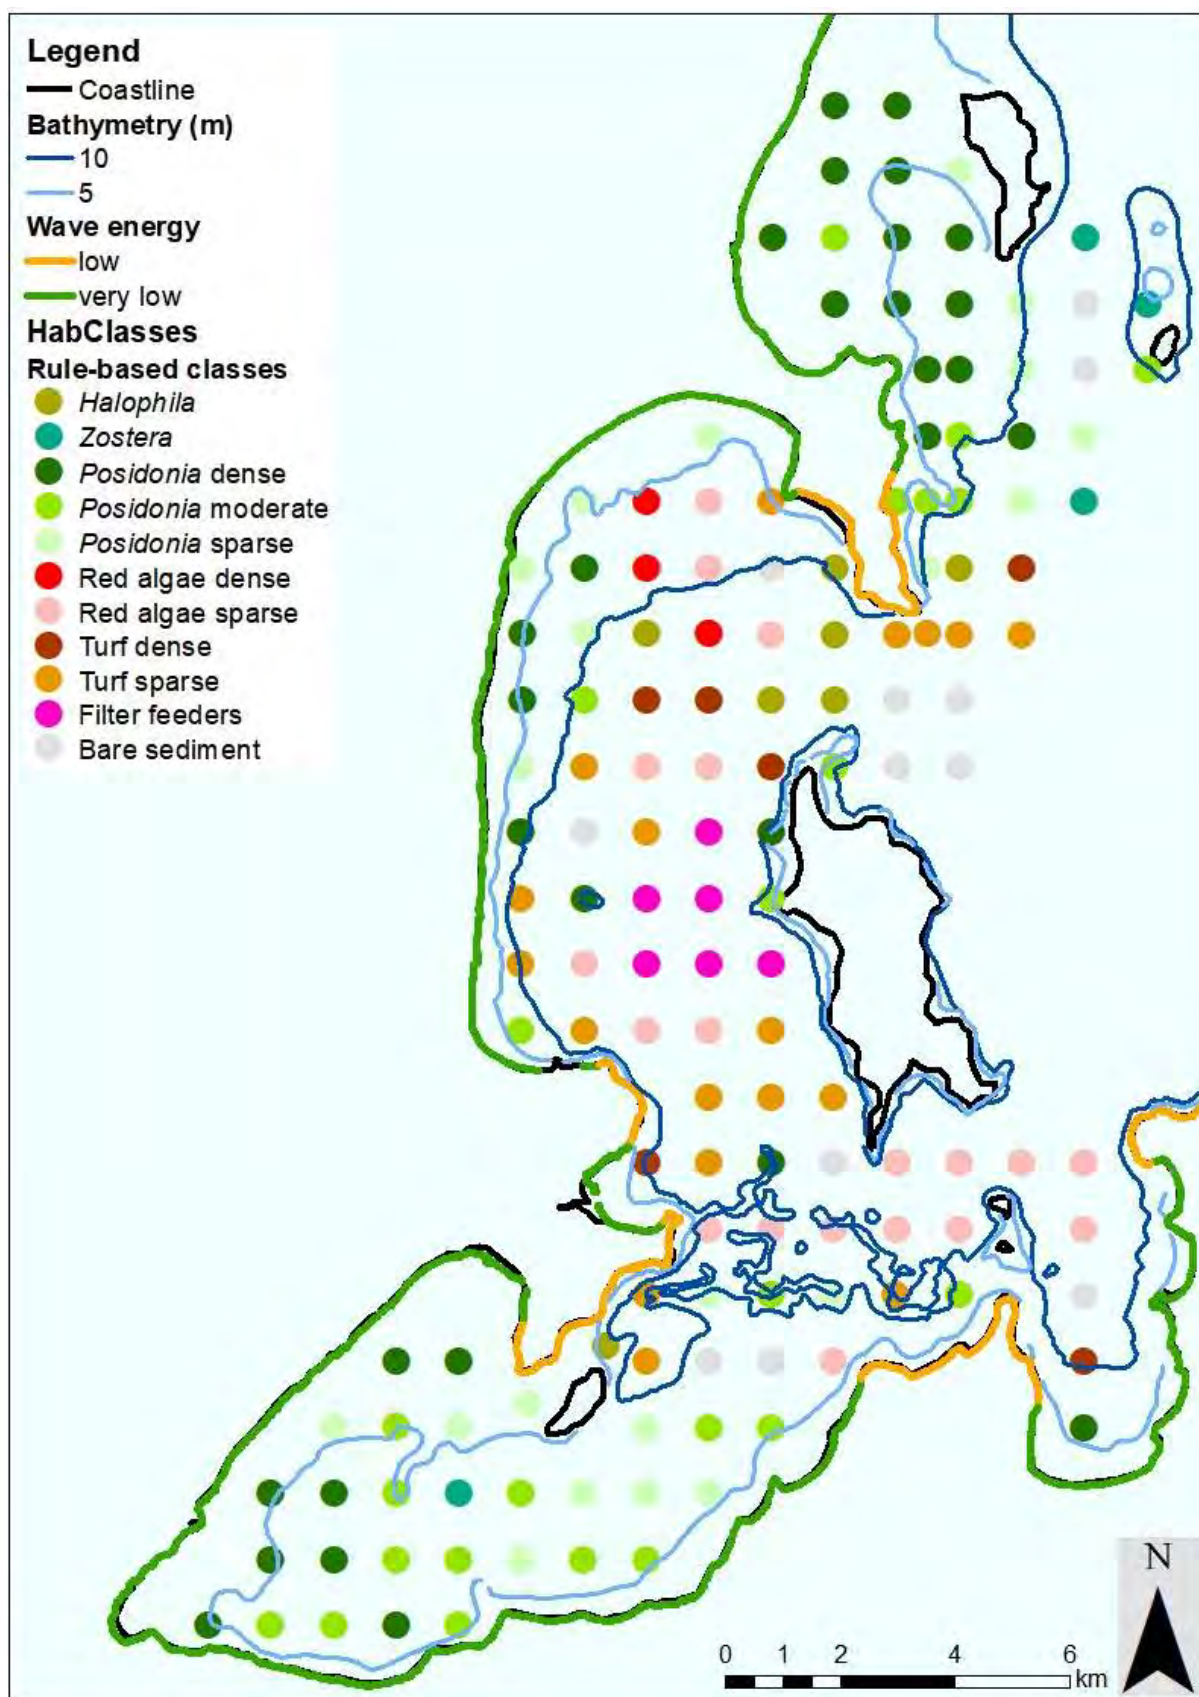 Legend
Coastline
Bathymetry (m)
10
5
Wave energy
low
very low
HabClasses
Rule-based classes
Halophila
Zostera
Posidonia dense
Posidonia moderate
Posidonia sparse
Red algae dense
Red algae sparse
Turf dense
Turf sparse
Filter feeders
Bare sediment
N
0 1 2 4 6
km